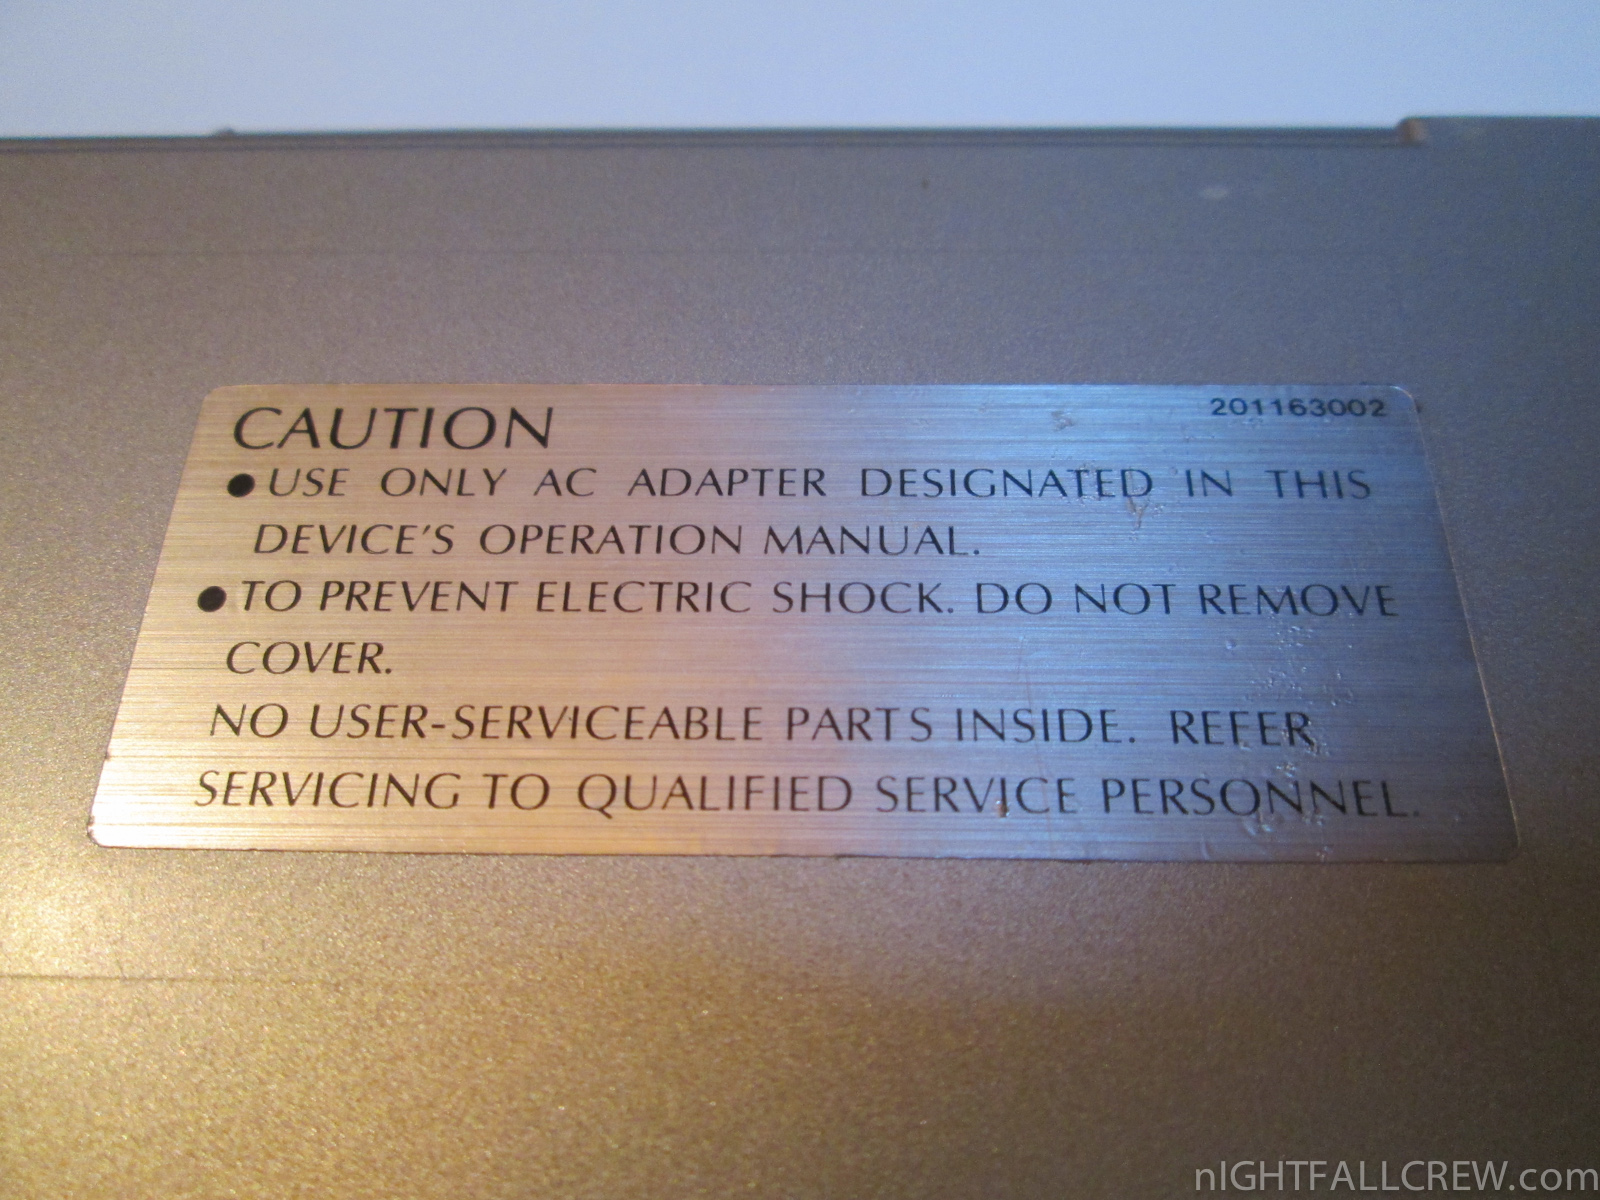 CAUTION 201163002
●USE ONLY AC ADAPTER DESIGNATED IN THIS
DEVICE'S OPERATION MANUAL.
●TO PREVENT ELECTRIC SHOCK. DO NOT REMOVE
COVER.
NO USER-SERVICEABLE PARTS INSIDE. REFER
SERVICING TO QUALIFIED SERVICE PERSONNEL.
nIGHTFALLCREW.com